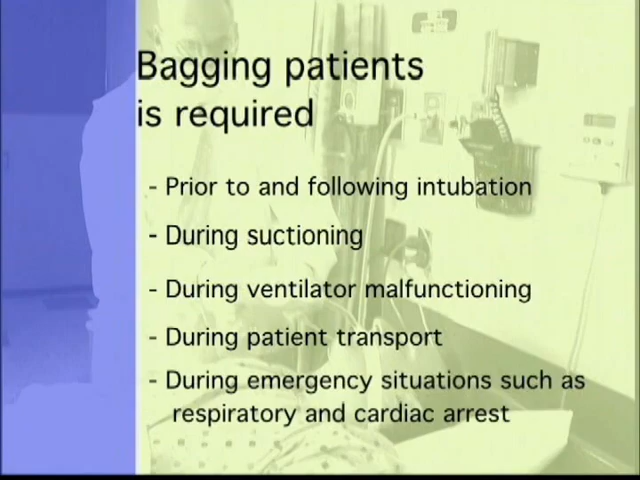 Bagging patients
is required
- Prior to and following intubation
- During suctioning
- During ventilator malfunctioning
- During patient transport
- During emergency situations such as
respiratory and cardiac arrest